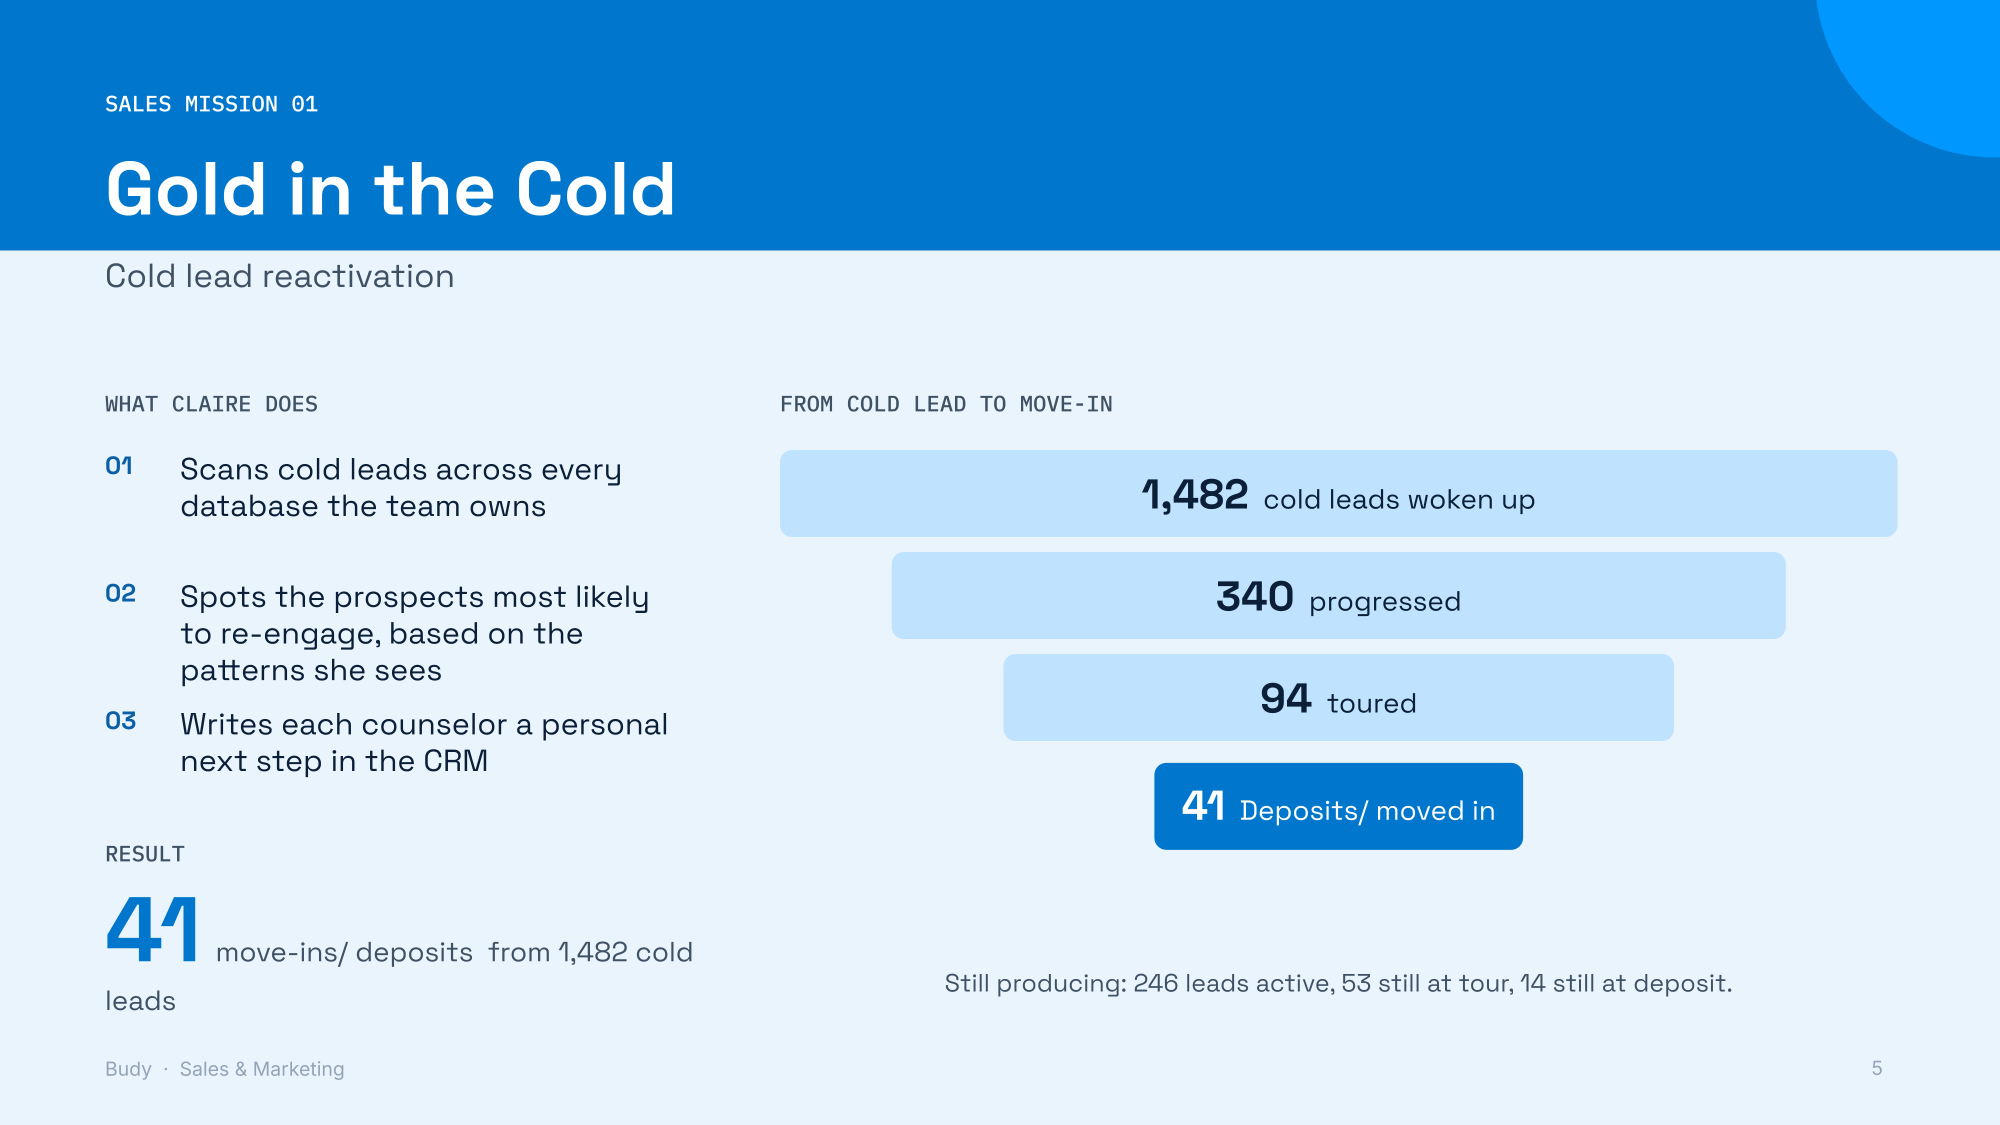 SALES MISSION 01
Gold in the Cold
Cold lead reactivation
WHAT CLAIRE DOES
01 Scans cold leads across every
database the team owns
02 Spots the prospects most likely
to re-engage, based on the
patterns she sees
03 Writes each counselor a personal
next step in the CRM
RESULT
41 move-ins/ deposits from 1,482 cold
leads
FROM COLD LEAD TO MOVE-IN
1,482 cold leads woken up
340 progressed
94 toured
41 Deposits/ moved in
Still producing: 246 leads active, 53 still at tour, 14 still at deposit.
Budy · Sales & Marketing
5